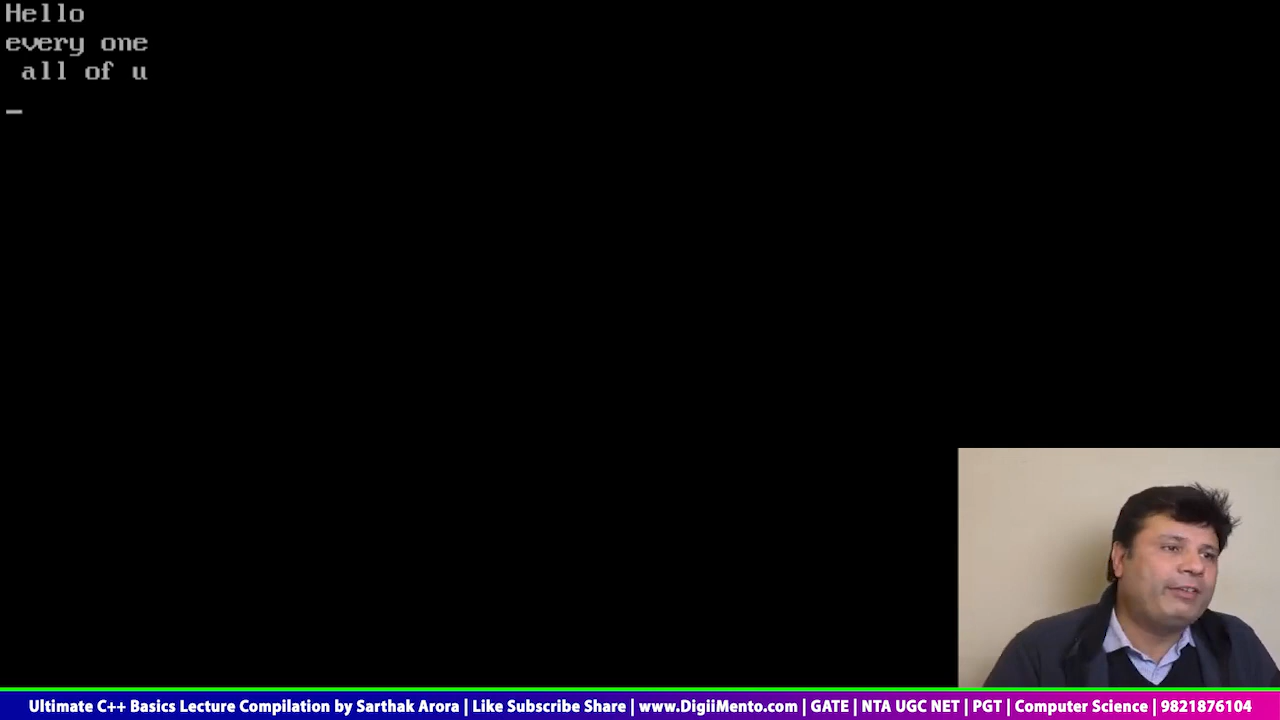 Hello
every one
 all of u
Ultimate C++ Basics Lecture Compilation by Sarthak Arora | Like Subscribe Share | www.DigiiMento.com | GATE | NTA UGC NET | PGT | Computer Science | 9821876104